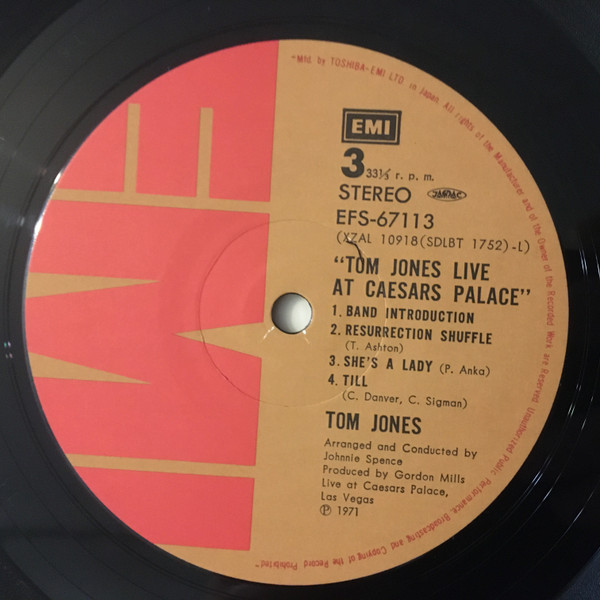 "Mfd. by TOSHIBA-EMI LTD in Japan. All rights of the Manufacturer and of the Owner of the Recorded Work are Reserved Unauthorized Public Performance, Broadcasting and Copying of the Record Prohibited"
EMI
3 33⅓ r. p. m.
STEREO JASRAC
EFS-67113
(XZAL 10918(SDLBT 1752)-L)
"TOM JONES LIVE
AT CAESARS PALACE"
1. BAND INTRODUCTION
2. RESURRECTION SHUFFLE
(T. Ashton)
3. SHE'S A LADY (P. Anka)
4. TILL
(C. Danver, C. Sigman)
TOM JONES
Arranged and Conducted by
Johnnie Spence
Produced by Gordon Mills
Live at Caesars Palace,
Las Vegas
℗ 1971
EMI